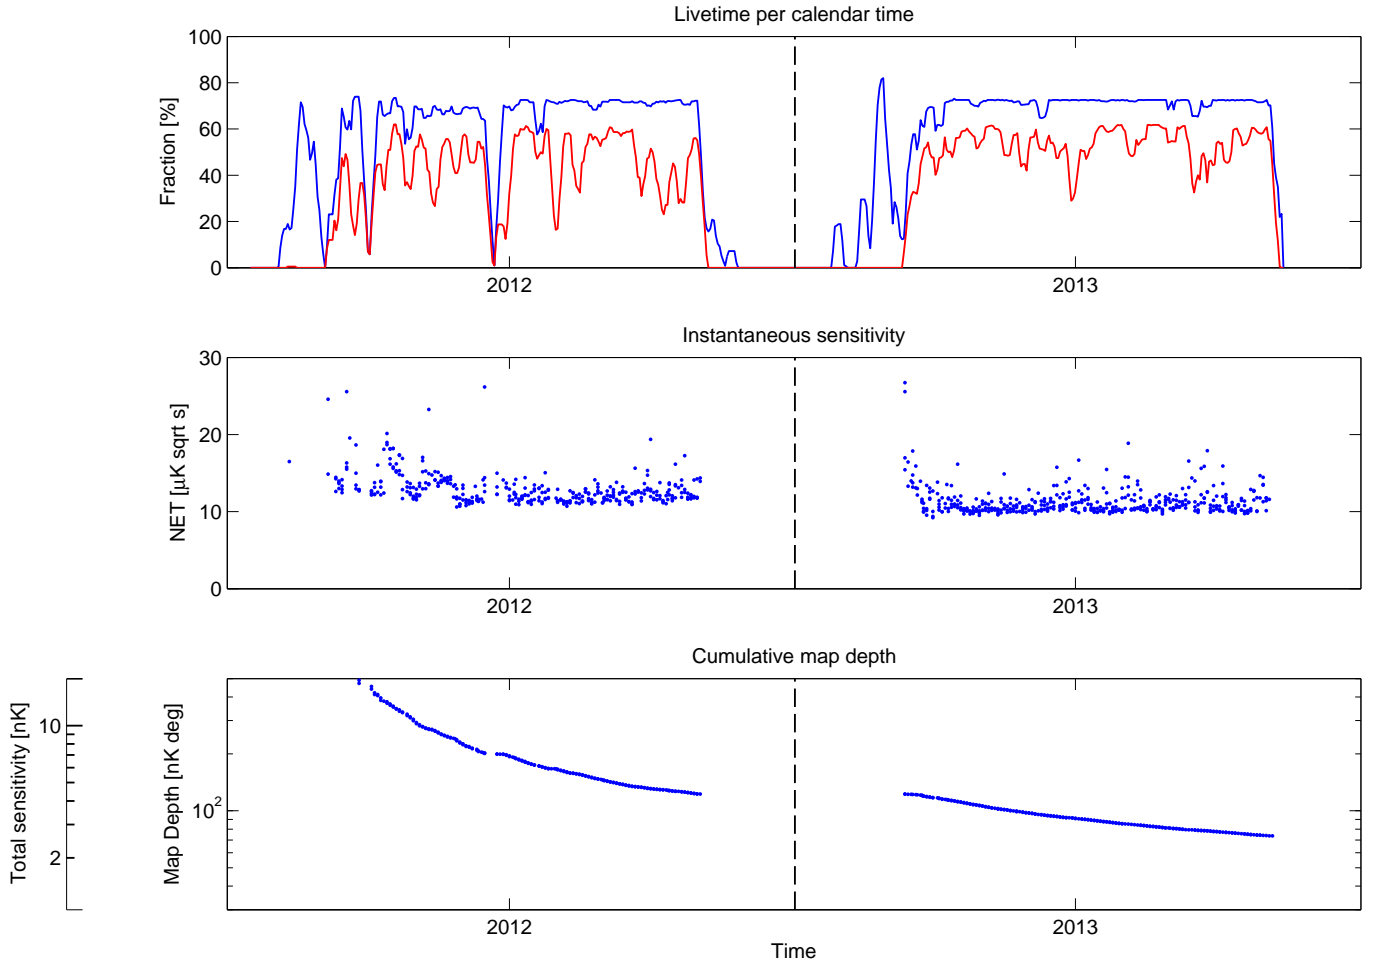 Livetime per calendar time
Fraction [%]
100
80
60
40
20
0
2012
2013
Instantaneous sensitivity
NET [μK sqrt s]
30
20
10
0
2012
2013
Cumulative map depth
Total sensitivity [nK]
10
2
Map Depth [nK deg]
10²
2012
2013
Time